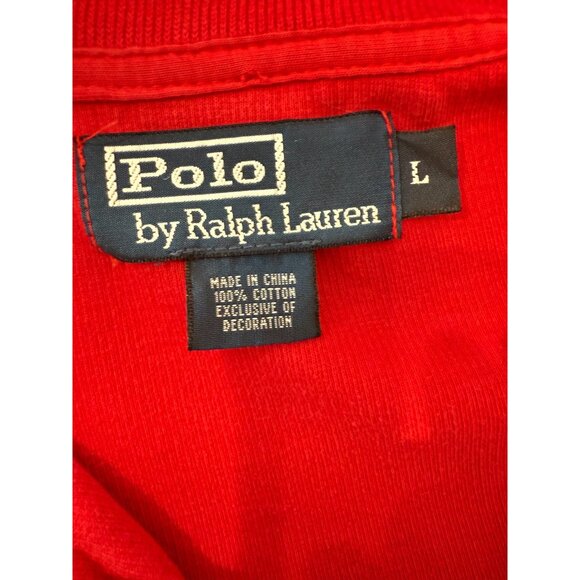 Polo
by Ralph Lauren
L
MADE IN CHINA
100% COTTON
EXCLUSIVE OF
DECORATION